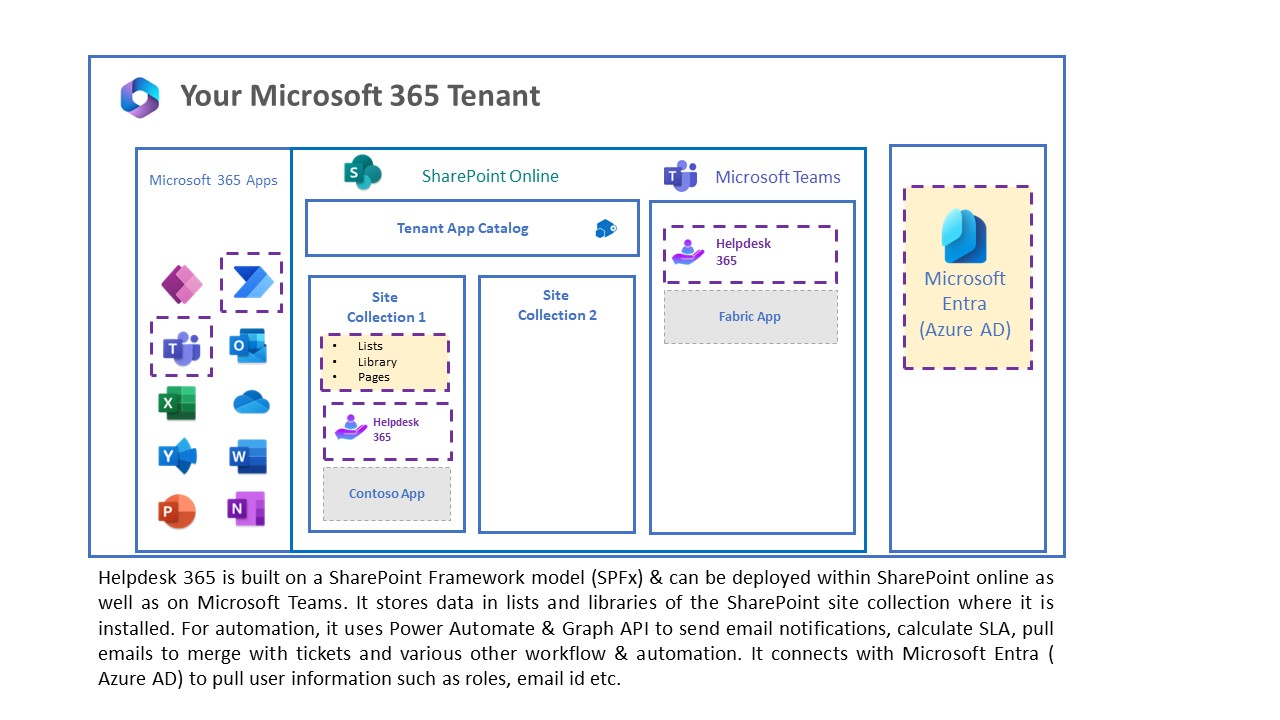 Your Microsoft 365 Tenant
Microsoft 365 Apps
SharePoint Online
Microsoft Teams
S
T
Tenant App Catalog
Site
Collection 1
• Lists
• Library
• Pages
Helpdesk
365
Contoso App
Site
Collection 2
Helpdesk
365
Fabric App
Microsoft
Entra
(Azure AD)
T
O
X
Y
W
P
N
Helpdesk 365 is built on a SharePoint Framework model (SPFx) & can be deployed within SharePoint online as
well as on Microsoft Teams. It stores data in lists and libraries of the SharePoint site collection where it is
installed. For automation, it uses Power Automate & Graph API to send email notifications, calculate SLA, pull
emails to merge with tickets and various other workflow & automation. It connects with Microsoft Entra (
Azure AD) to pull user information such as roles, email id etc.